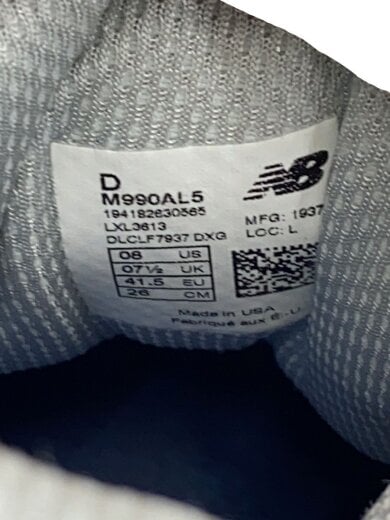 D
M990AL5
194182630565
LXL3613
DLCLF7937 DXG
NB
MFG: 1937
LOC: L
08 US
07½ UK
41.5 EU
26 CM
Made in USA
Fabriqué aux É.-U